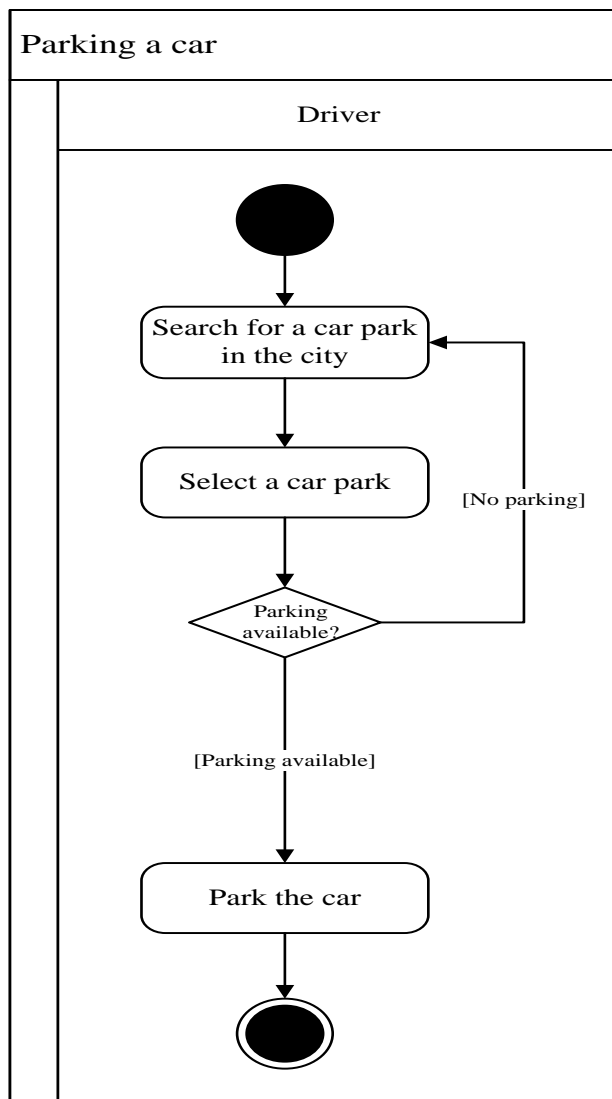 Parking a car
Driver
Search for a car park
in the city
Select a car park
[No parking]
Parking
available?
[Parking available]
Park the car